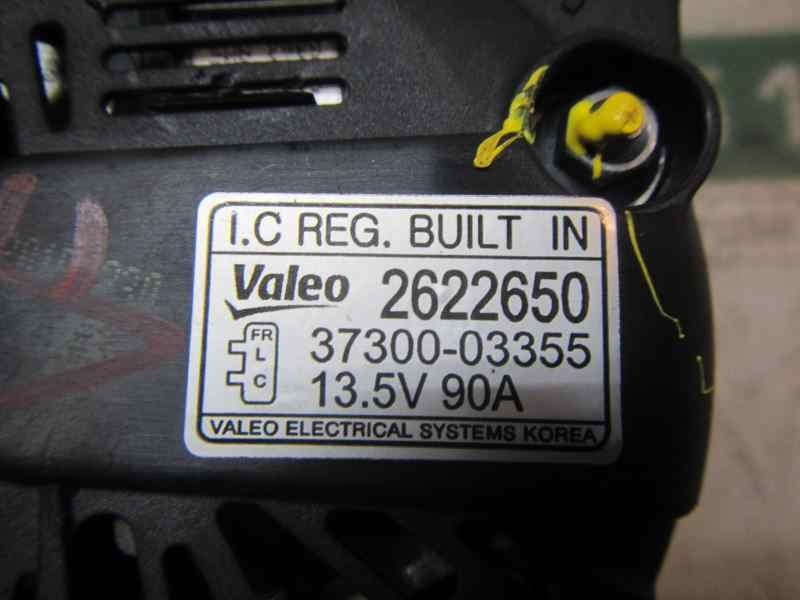 I.C REG. BUILT IN
Valeo 2622650
FR
L
C
37300-03355
13.5V 90A
VALEO ELECTRICAL SYSTEMS KOREA